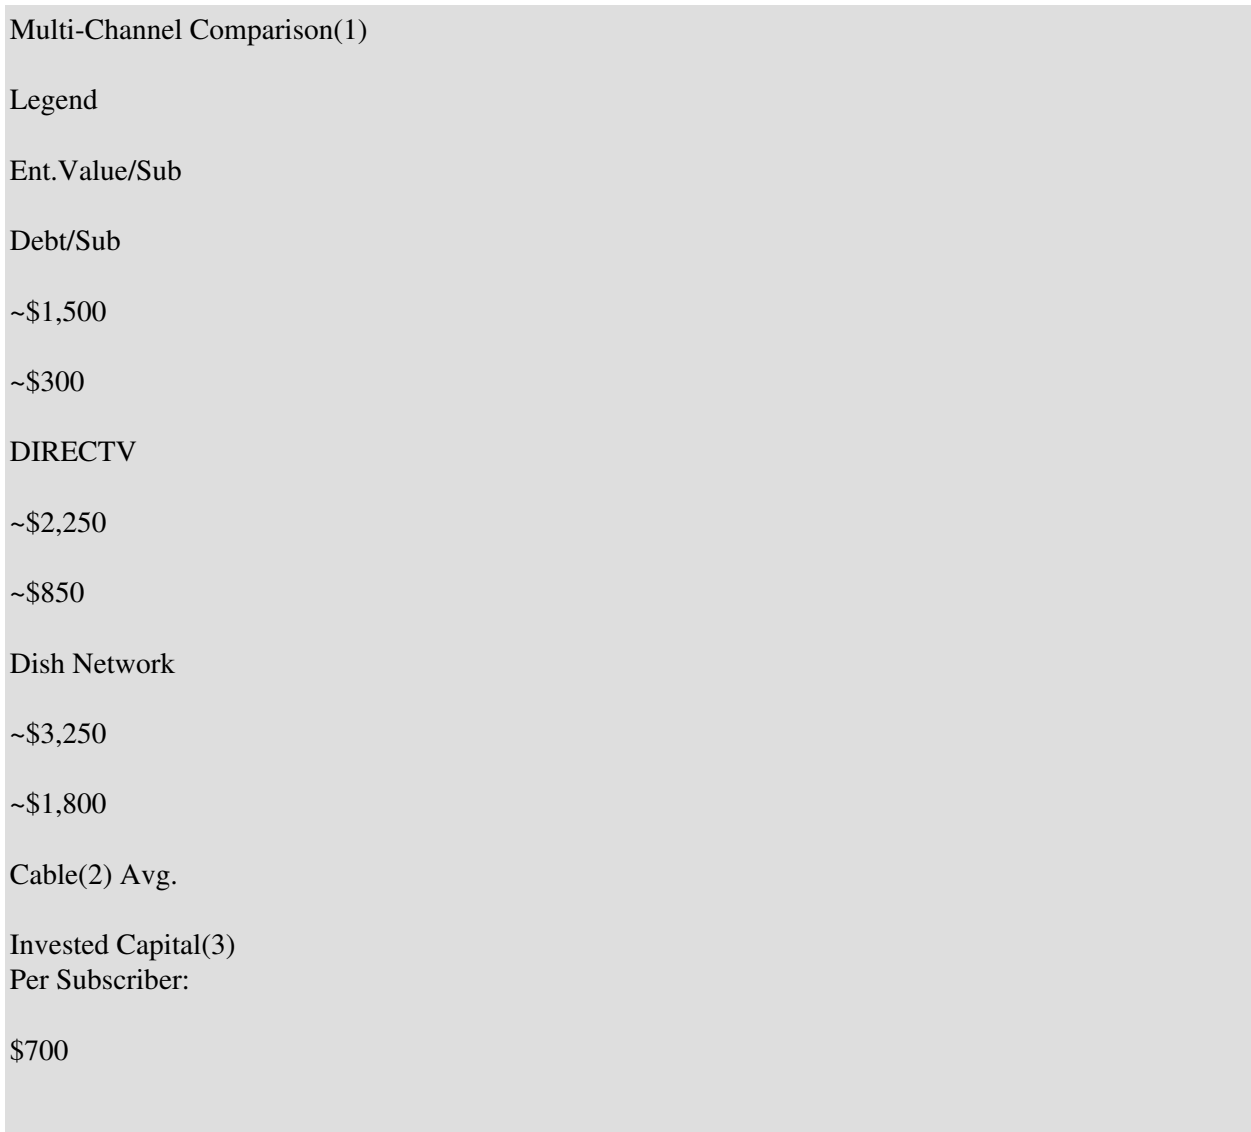 Multi-Channel Comparison(1)
Legend
Ent.Value/Sub
Debt/Sub
~$1,500
~$300
DIRECTV
~$2,250
~$850
Dish Network
~$3,250
~$1,800
Cable(2) Avg.
Invested Capital(3)
Per Subscriber:
$700